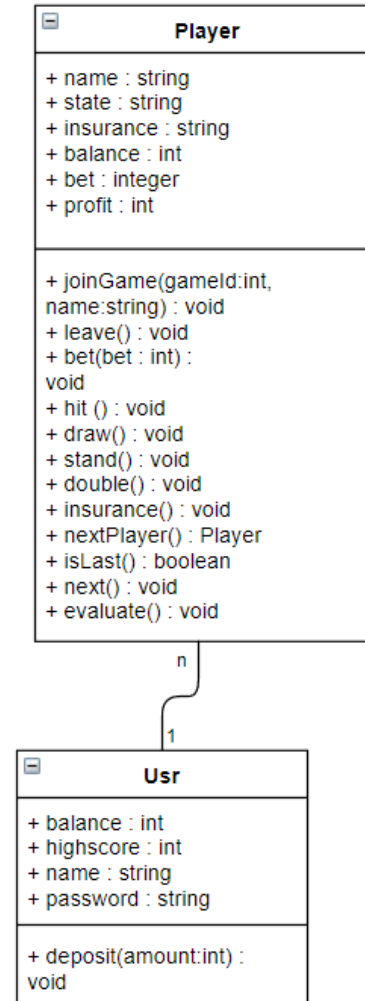 Player
+ name : string
+ state : string
+ insurance : string
+ balance : int
+ bet : integer
+ profit : int
+ joinGame(gameId:int,
name:string) : void
+ leave() : void
+ bet(bet : int) :
void
+ hit () : void
+ draw() : void
+ stand() : void
+ double() : void
+ insurance() : void
+ nextPlayer() : Player
+ isLast() : boolean
+ next() : void
+ evaluate() : void
n
1
Usr
+ balance : int
+ highscore : int
+ name : string
+ password : string
+ deposit(amount:int) :
void